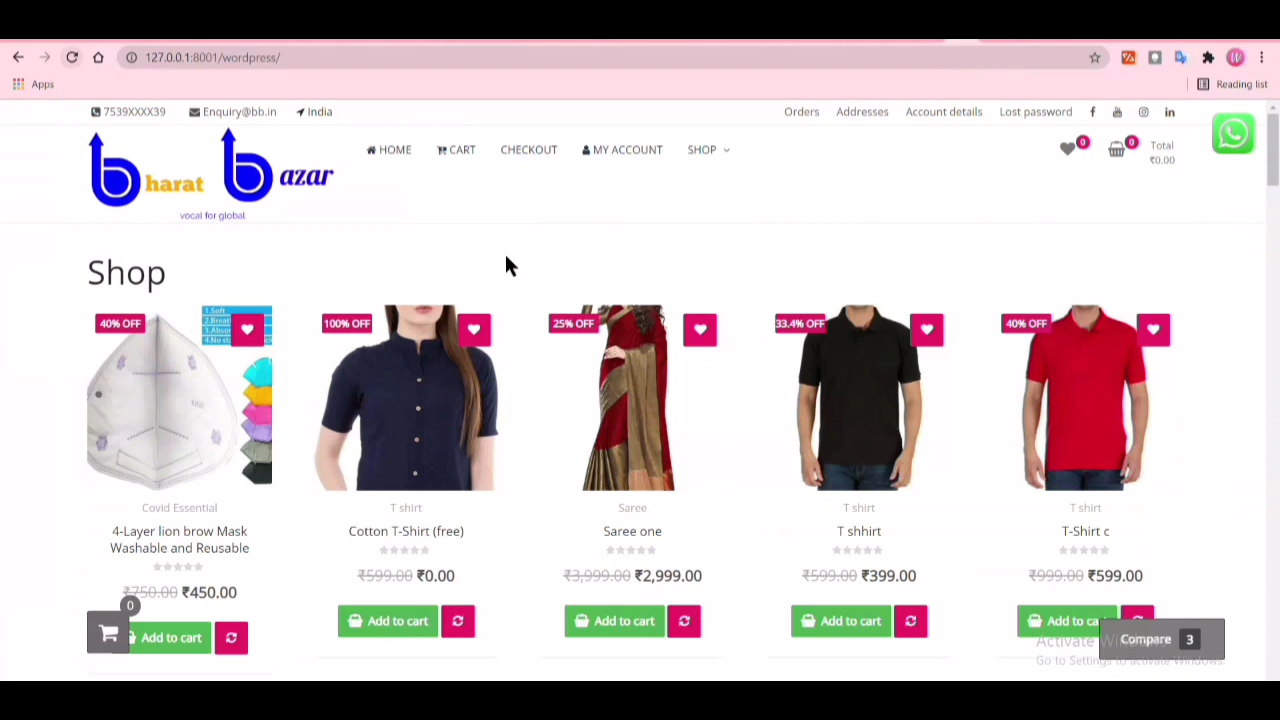 127.0.0.1:8001/wordpress/
Apps
Reading list
7539XXXX39 Enquiry@bb.in India
Orders Addresses Account details Lost password
bharat bazar
vocal for global
HOME CART CHECKOUT MY ACCOUNT SHOP
0 0 Total
₹0.00
Shop
40% OFF 100% OFF 25% OFF 33.4% OFF 40% OFF
1.Soft
Covid Essential T shirt Saree T shirt T shirt
4-Layer lion brow Mask
Washable and Reusable
Cotton T-Shirt (free) Saree one T shhirt T-Shirt c
₹750.00 ₹450.00
₹599.00 ₹0.00 ₹3,999.00 ₹2,999.00 ₹599.00 ₹399.00 ₹999.00 ₹599.00
0
Add to cart Add to cart Add to cart Add to cart Add to ca
Compare 3
Activate Windows
Go to Settings to activate Windows.